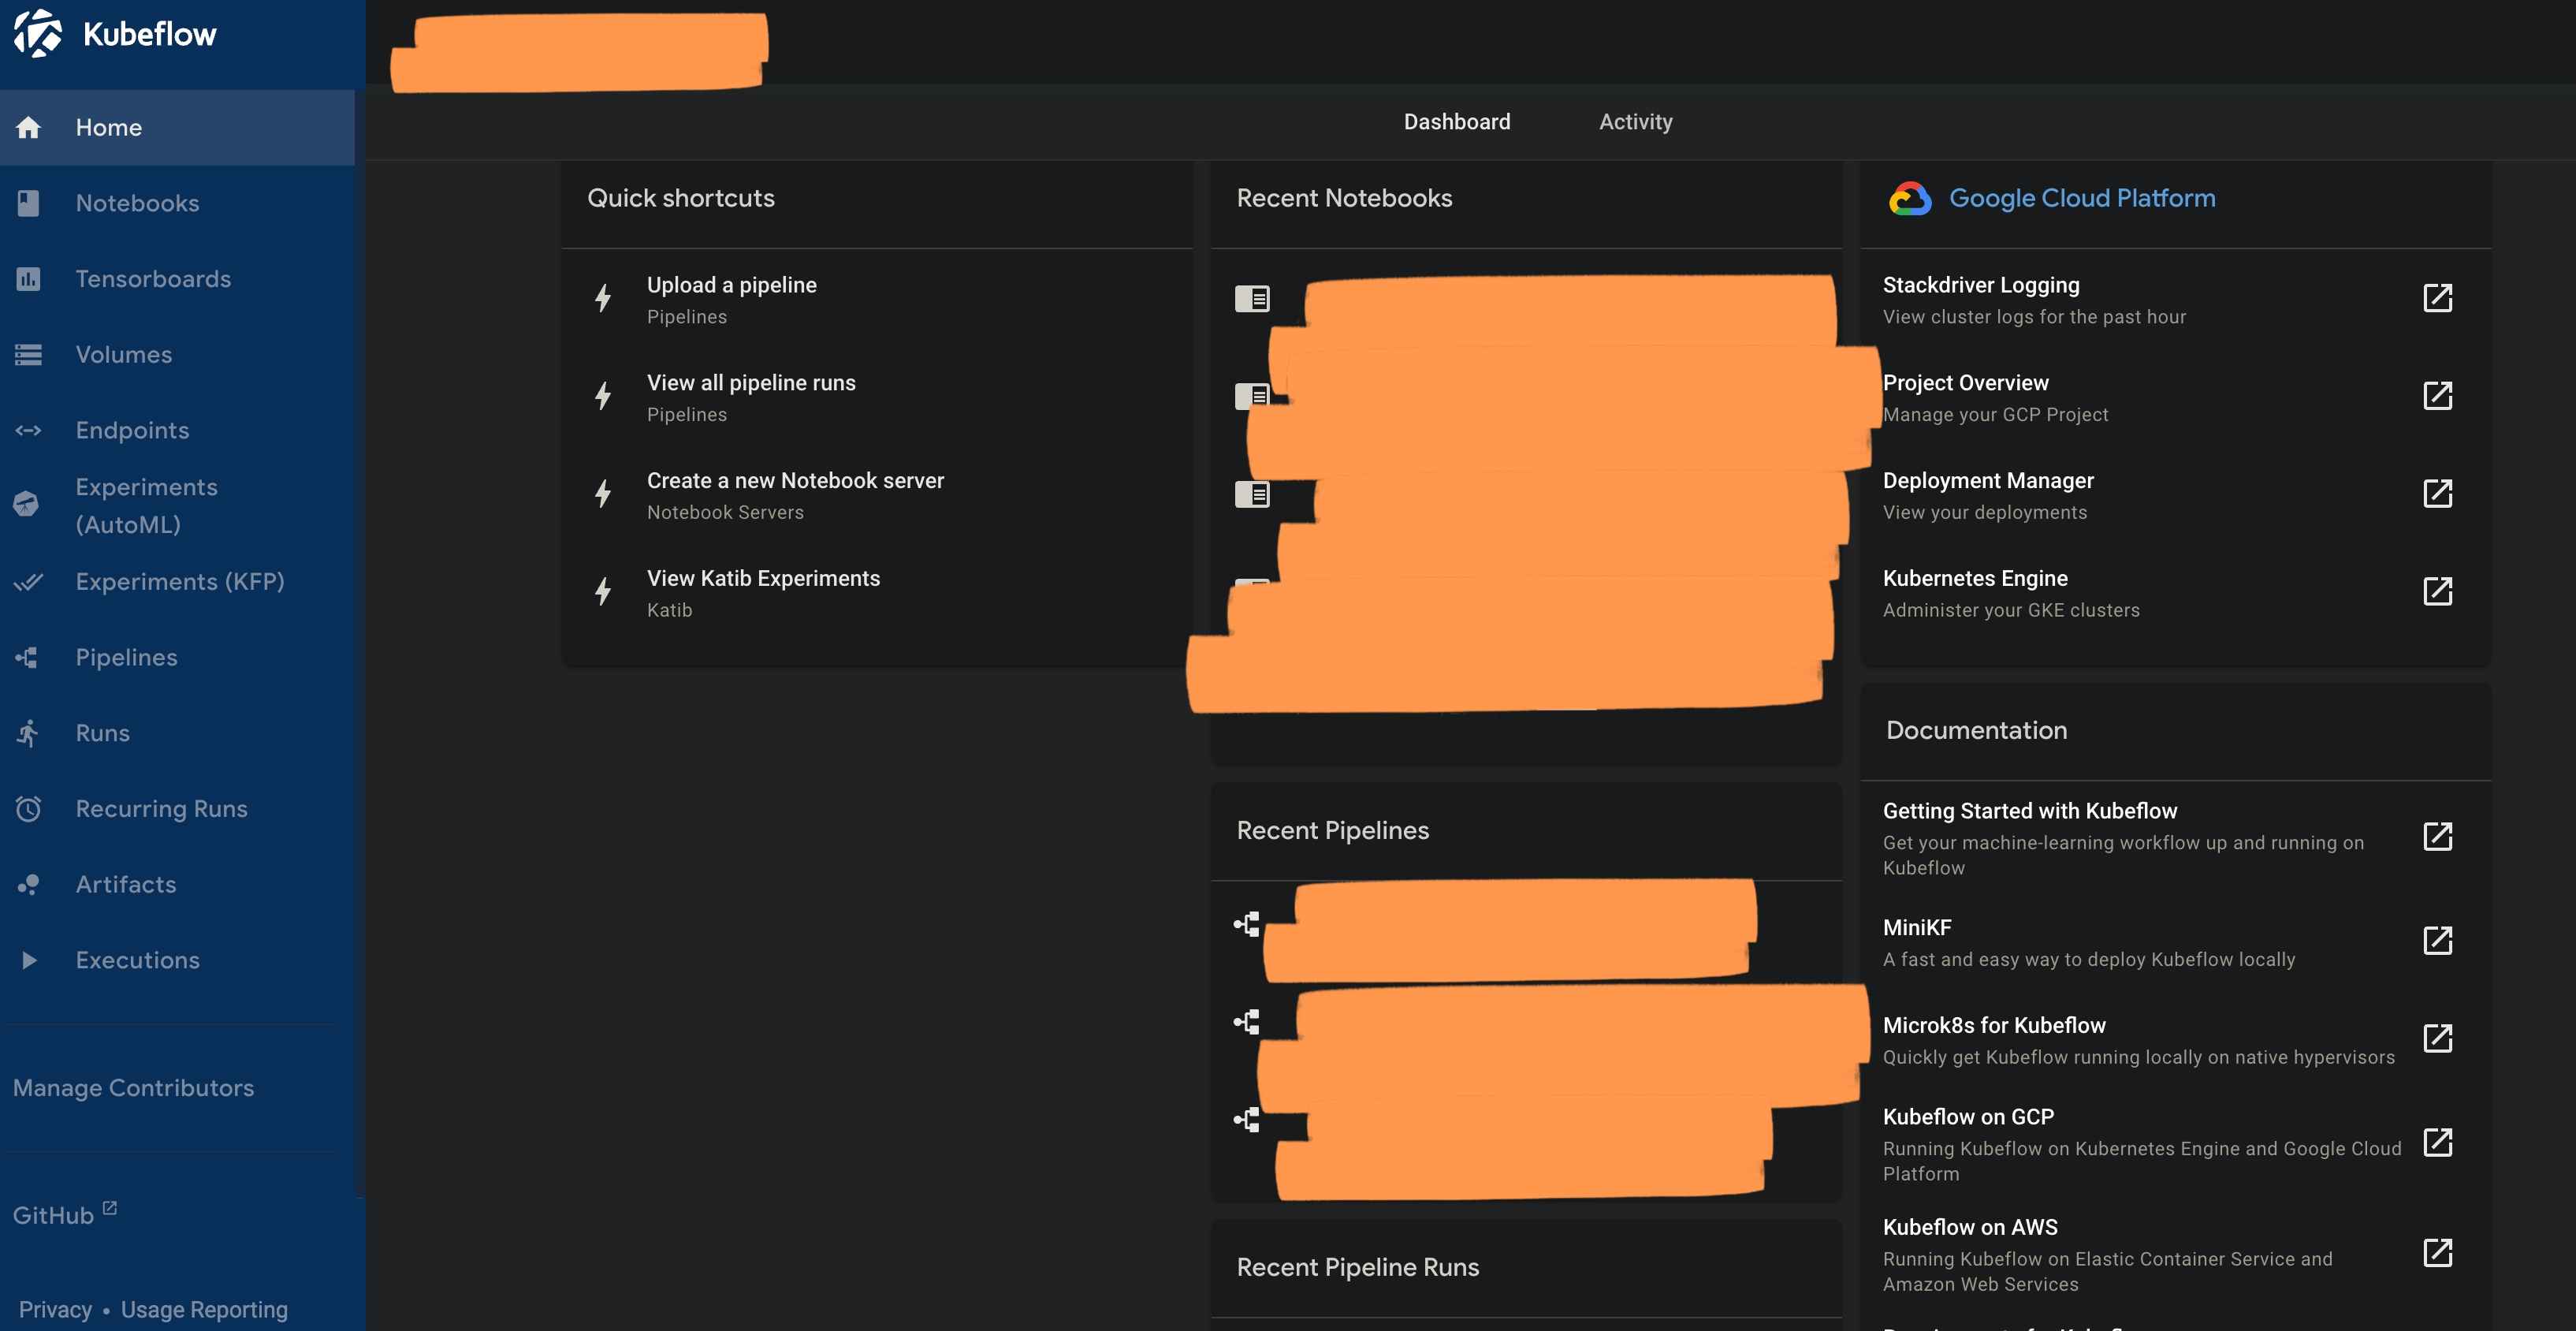 Kubeflow
Home
Notebooks
Tensorboards
Volumes
Endpoints
Experiments
(AutoML)
Experiments (KFP)
Pipelines
Runs
Recurring Runs
Artifacts
Executions
Manage Contributors
GitHub
Privacy • Usage Reporting
Dashboard
Activity
Quick shortcuts
Upload a pipeline
Pipelines
View all pipeline runs
Pipelines
Create a new Notebook server
Notebook Servers
View Katib Experiments
Katib
Recent Notebooks
Recent Pipelines
Recent Pipeline Runs
Google Cloud Platform
Stackdriver Logging
View cluster logs for the past hour
Project Overview
Manage your GCP Project
Deployment Manager
View your deployments
Kubernetes Engine
Administer your GKE clusters
Documentation
Getting Started with Kubeflow
Get your machine-learning workflow up and running on
Kubeflow
MiniKF
A fast and easy way to deploy Kubeflow locally
Microk8s for Kubeflow
Quickly get Kubeflow running locally on native hypervisors
Kubeflow on GCP
Running Kubeflow on Kubernetes Engine and Google Cloud
Platform
Kubeflow on AWS
Running Kubeflow on Elastic Container Service and
Amazon Web Services